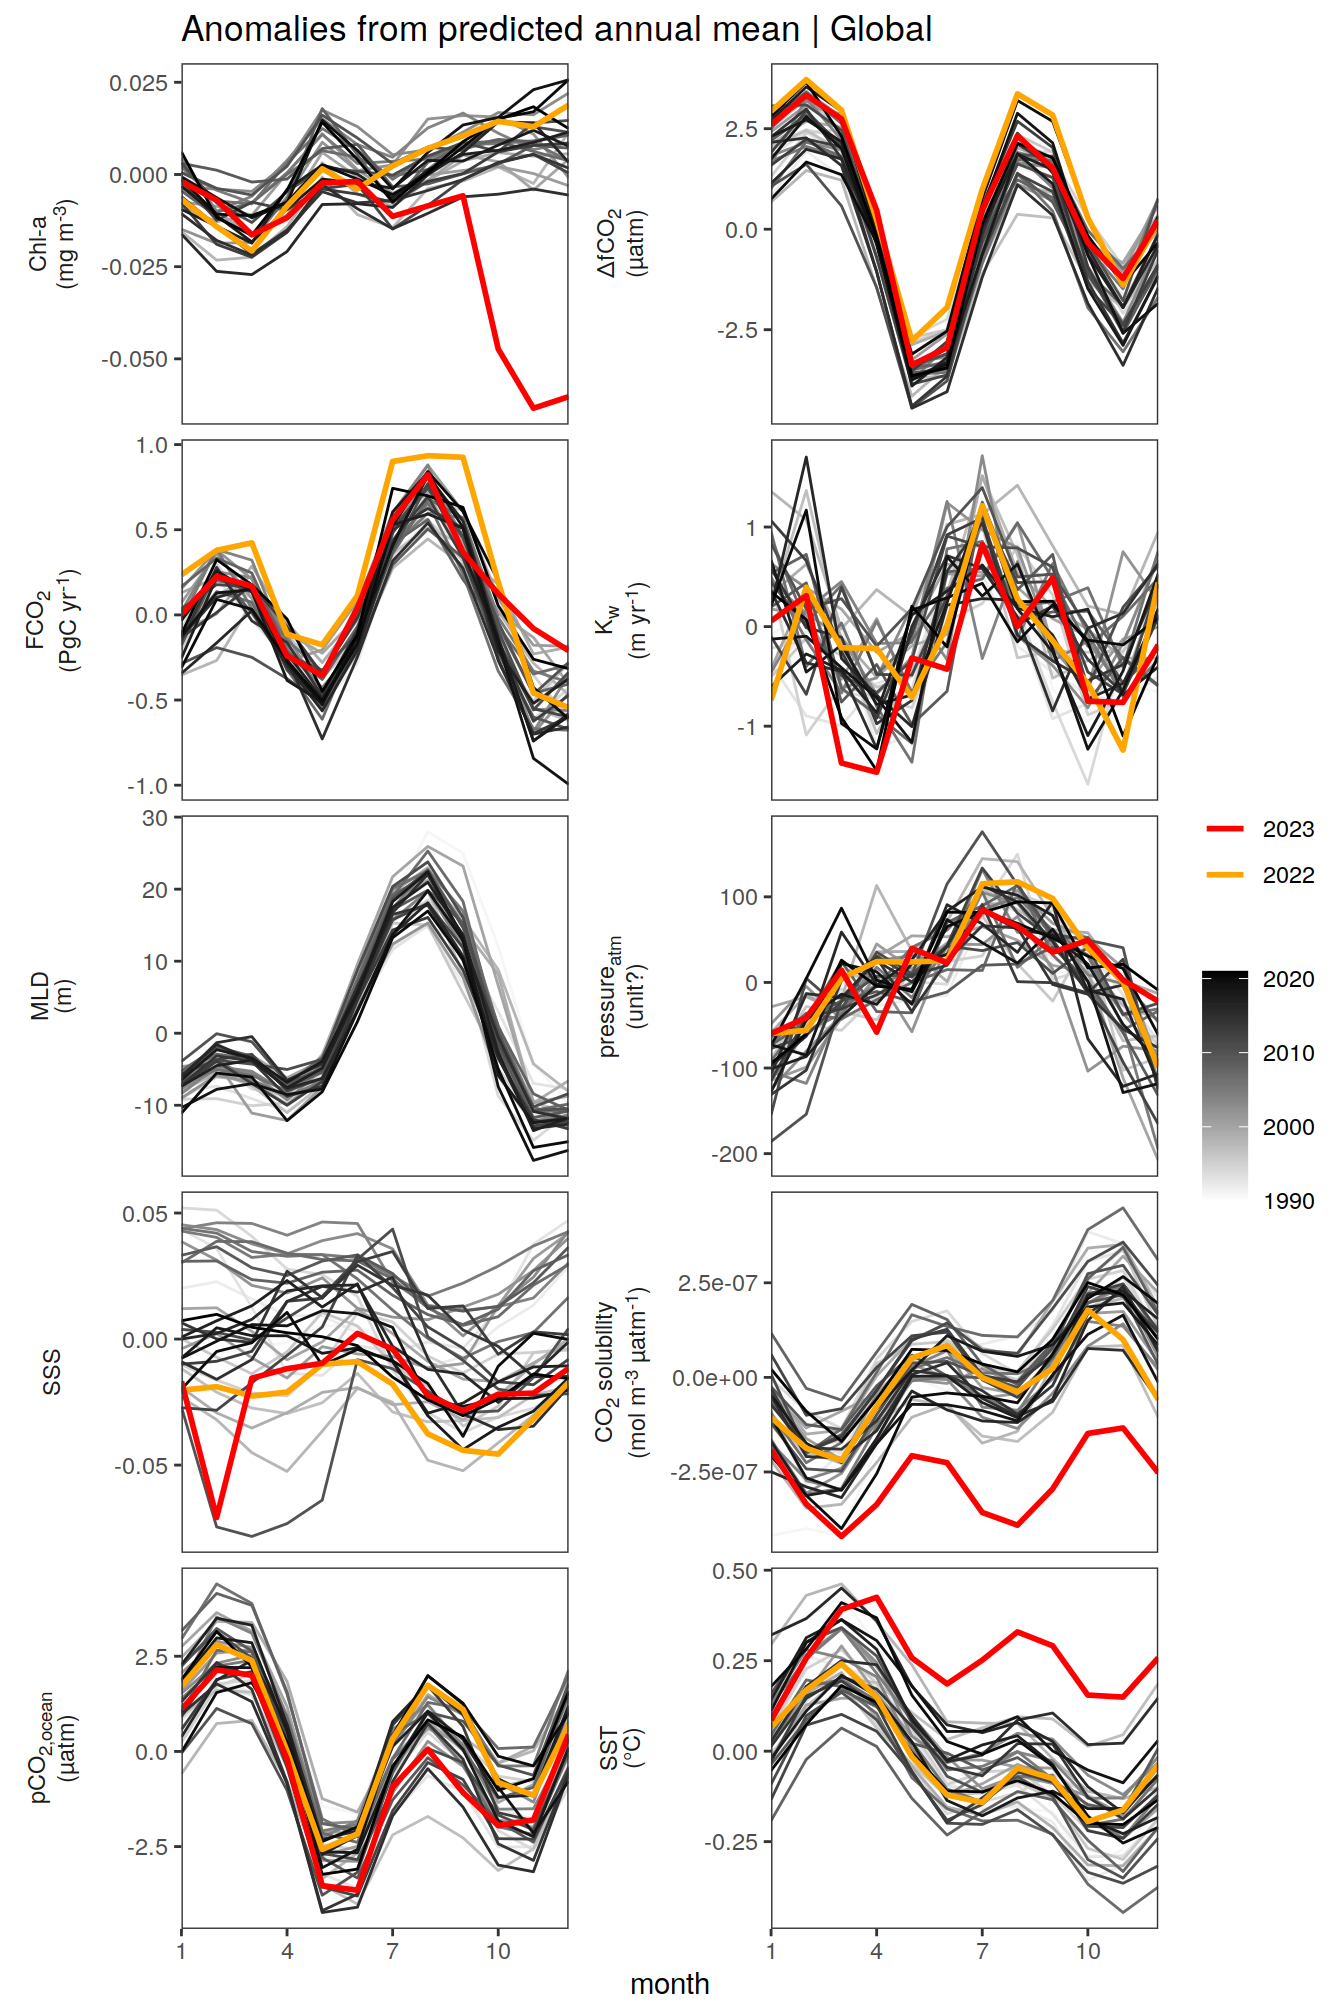 Anomalies from predicted annual mean | Global
Chl-a
(mg m-3)
0.025
0.000
-0.025
-0.050
ΔfCO2
(µatm)
2.5
0.0
-2.5
FCO2
(PgC yr-1)
1.0
0.5
0.0
-0.5
-1.0
Kw
(m yr-1)
1
0
-1
MLD
(m)
30
20
10
0
-10
pressureatm
(unit?)
100
0
-100
-200
SSS
0.05
0.00
-0.05
CO2 solubility
(mol m-3 µatm-1)
2.5e-07
0.0e+00
-2.5e-07
pCO2,ocean
(µatm)
2.5
0.0
-2.5
SST
(°C)
0.50
0.25
0.00
-0.25
1 4 7 10
1 4 7 10
month
2023
2022
2020
2010
2000
1990